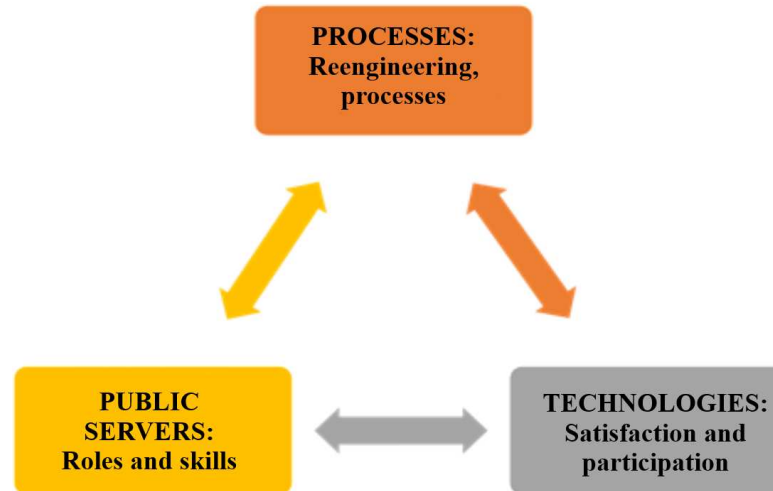 PROCESSES:
Reengineering,
processes
PUBLIC
SERVERS:
Roles and skills
TECHNOLOGIES:
Satisfaction and
participation